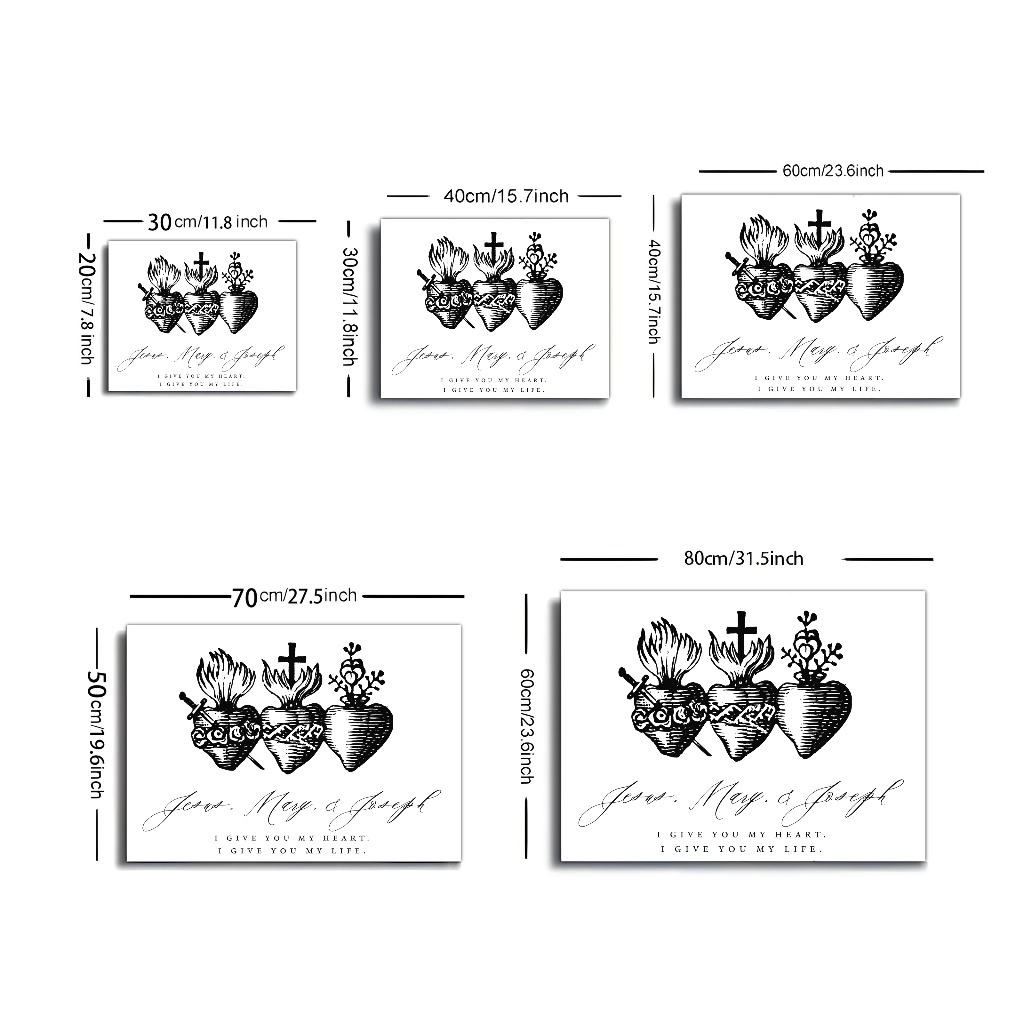 30cm/11.8 inch
20cm/ 7.8 inch
Jesus, Mary, & Joseph
I GIVE YOU MY HEART.
I GIVE YOU MY LIFE.
40cm/15.7inch
30cm/11.8inch
Jesus, Mary, & Joseph
I GIVE YOU MY HEART.
I GIVE YOU MY LIFE.
60cm/23.6inch
40cm/15.7inch
Jesus, Mary, & Joseph
I GIVE YOU MY HEART.
I GIVE YOU MY LIFE.
70cm/27.5inch
50cm/19.6inch
Jesus, Mary, & Joseph
I GIVE YOU MY HEART.
I GIVE YOU MY LIFE.
80cm/31.5inch
60cm/23.6inch
Jesus, Mary, & Joseph
I GIVE YOU MY HEART.
I GIVE YOU MY LIFE.